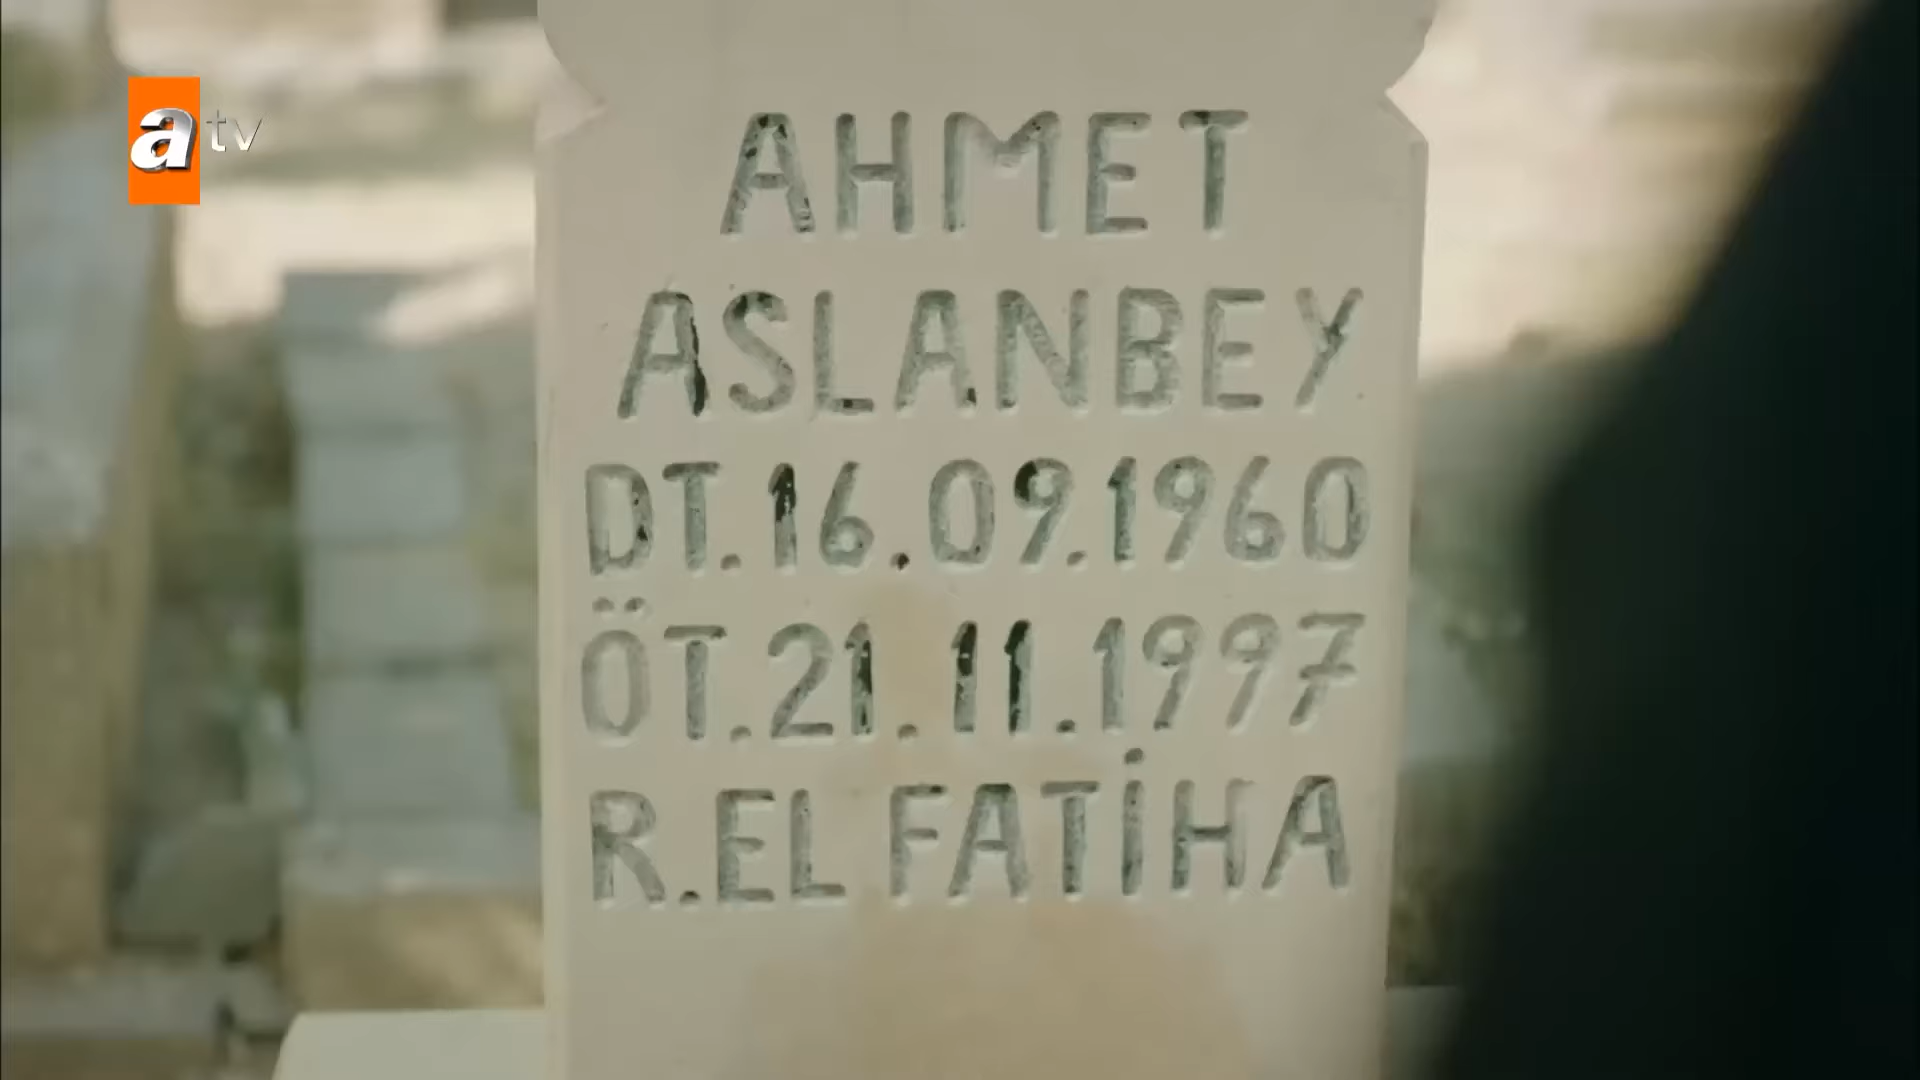 atv
AHMET
ASLANBEY
DT.16.09.1960
ÖT.21.11.1997
R.EL FATİHA